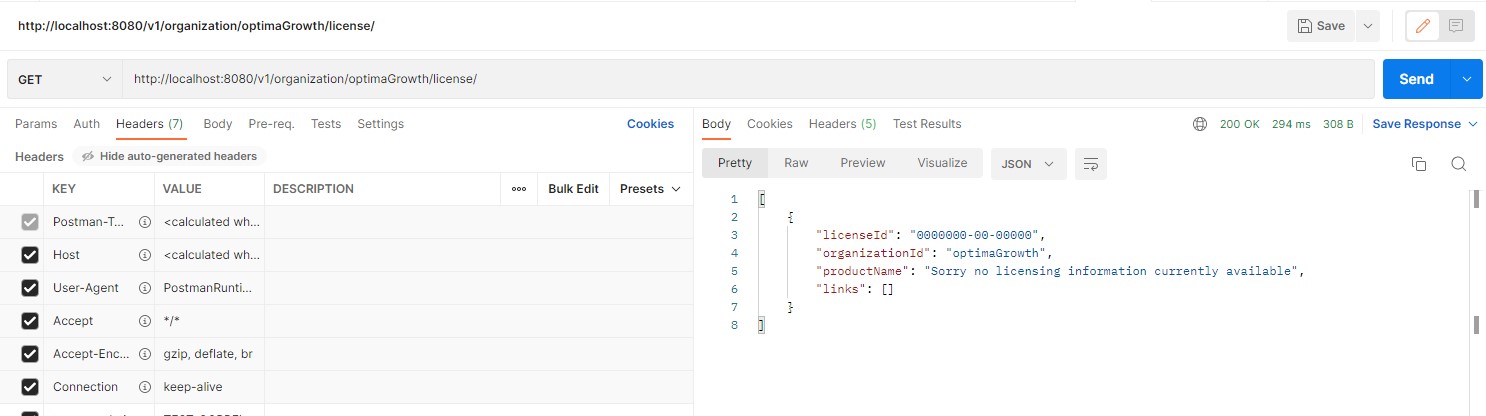 http://localhost:8080/v1/organization/optimaGrowth/license/
Save
GET
http://localhost:8080/v1/organization/optimaGrowth/license/
Send
Params Auth Headers (7) Body Pre-req. Tests Settings Cookies
Headers Hide auto-generated headers
KEY VALUE DESCRIPTION ooo Bulk Edit Presets
Postman-T... <calculated wh...
Host <calculated wh...
User-Agent PostmanRunti...
Accept */*
Accept-Enc... gzip, deflate, br
Connection keep-alive
Body Cookies Headers (5) Test Results 200 OK 294 ms 308 B Save Response
Pretty Raw Preview Visualize JSON
1 [
2 {
3 "licenseId": "0000000-00-00000",
4 "organizationId": "optimaGrowth",
5 "productName": "Sorry no licensing information currently available",
6 "links": []
7 }
8 ]